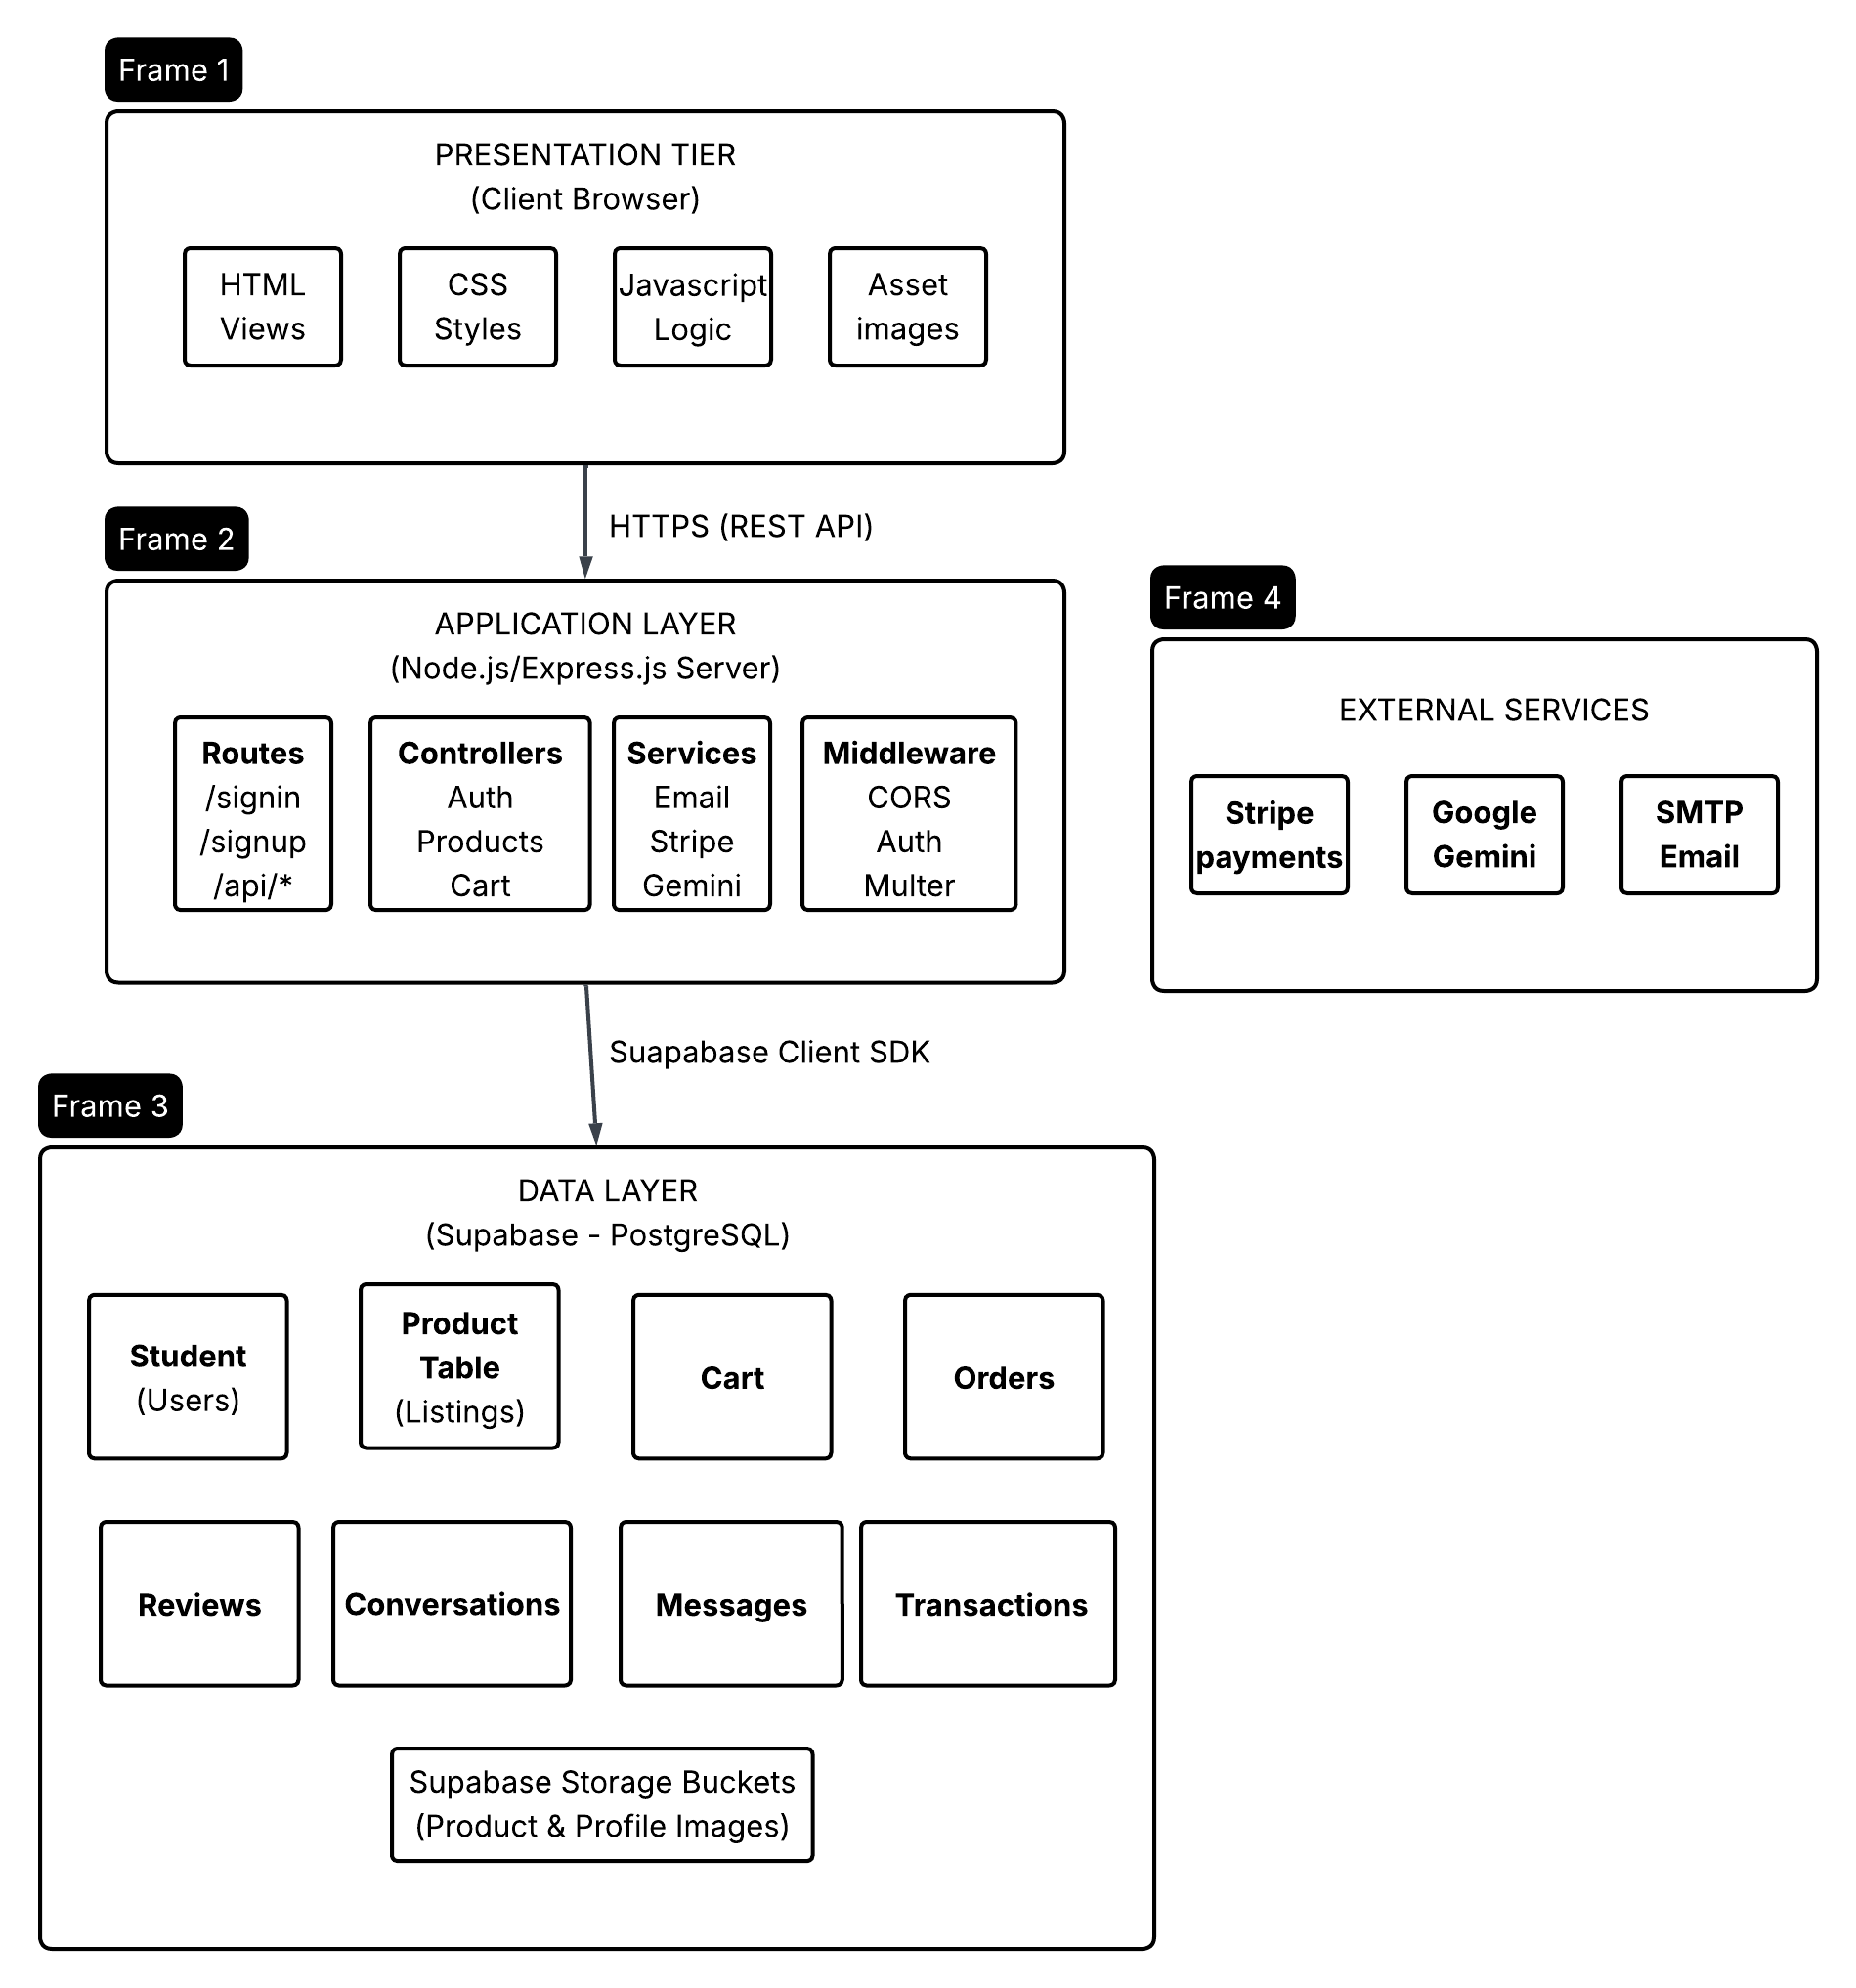 Frame 1
PRESENTATION TIER
(Client Browser)
HTML
Views
CSS
Styles
Javascript
Logic
Asset
images
HTTPS (REST API)
Frame 2
APPLICATION LAYER
(Node.js/Express.js Server)
Routes
/signin
/signup
/api/*
Controllers
Auth
Products
Cart
Services
Email
Stripe
Gemini
Middleware
CORS
Auth
Multer
Frame 4
EXTERNAL SERVICES
Stripe
payments
Google
Gemini
SMTP
Email
Suapabase Client SDK
Frame 3
DATA LAYER
(Supabase - PostgreSQL)
Student
(Users)
Product
Table
(Listings)
Cart
Orders
Reviews
Conversations
Messages
Transactions
Supabase Storage Buckets
(Product & Profile Images)